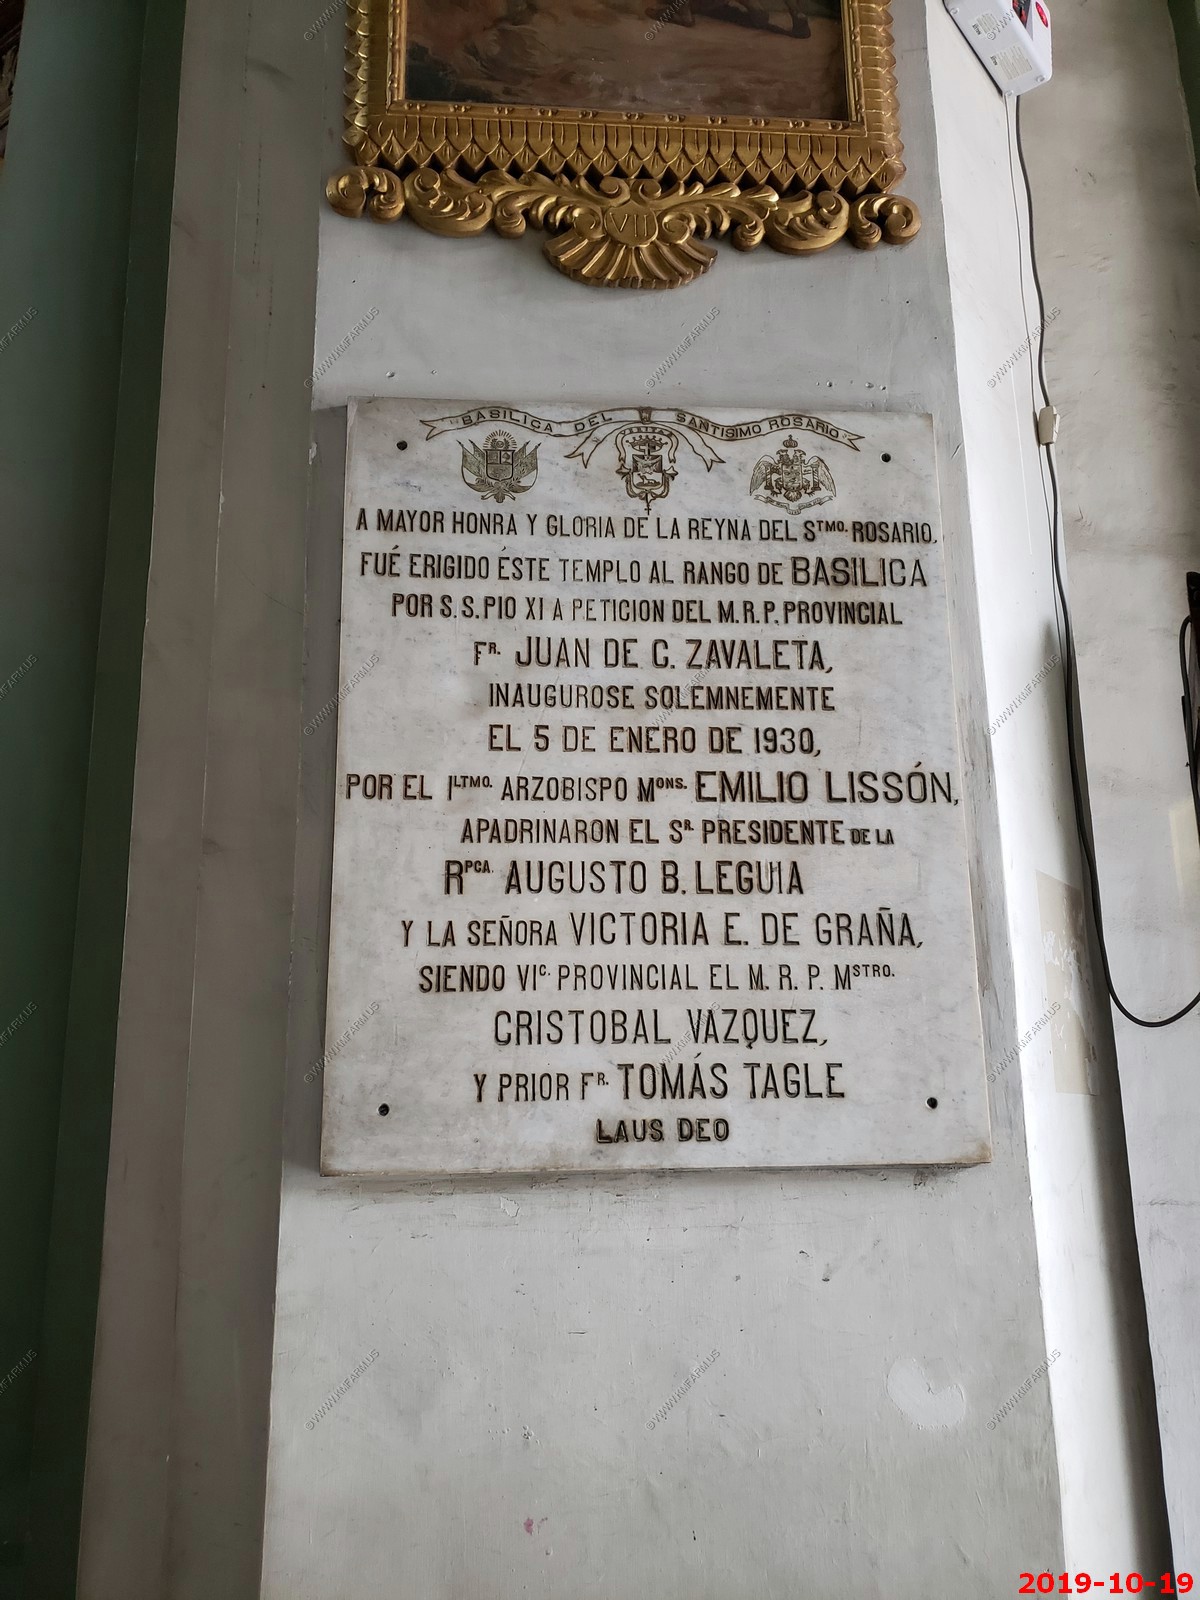 VII
BASILICA DEL SANTISIMO ROSARIO
A MAYOR HONRA Y GLORIA DE LA REYNA DEL STMO. ROSARIO,
FUÉ ERIGIDO ÉSTE TEMPLO AL RANGO DE BASILICA
POR S.S. PIO XI A PETICION DEL M.R.P. PROVINCIAL
FR. JUAN DE C. ZAVALETA,
INAUGUROSE SOLEMNEMENTE
EL 5 DE ENERO DE 1930,
POR EL ILTMO. ARZOBISPO MONS. EMILIO LISSÓN,
APADRINARON EL SR PRESIDENTE DE LA
RPCA. AUGUSTO B. LEGUIA
Y LA SEÑORA VICTORIA E. DE GRAÑA,
SIENDO VIC. PROVINCIAL EL M. R. P. MSTRO.
CRISTOBAL VAZQUEZ,
Y PRIOR FR. TOMÁS TAGLE
LAUS DEO
©WWW.KMFARM.US
2019-10-19